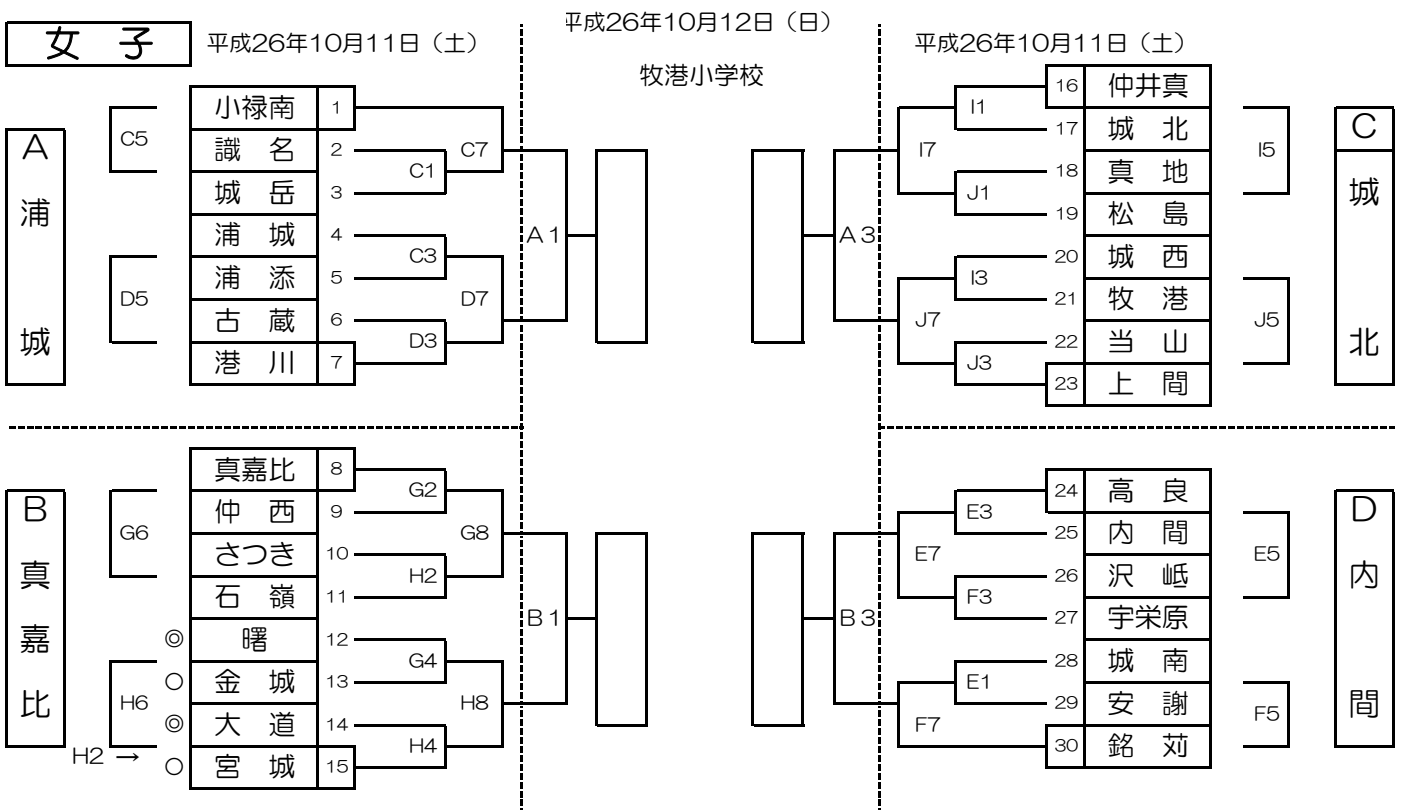 女 子
平成26年10月11日（土）
平成26年10月12日（日）
牧港小学校
平成26年10月11日（土）
A 浦 城
C5
D5
小禄南 1
識 名 2
城 岳 3
浦 城 4
浦 添 5
古 蔵 6
港 川 7
C1
C3
D3
C7
D7
A1
A3
I7
J7
I1
J1
I3
J3
16 仲井真
17 城 北
18 真 地
19 松 島
20 城 西
21 牧 港
22 当 山
23 上 間
I5
J5
C 城 北
B 真 嘉 比
G6
H6
H2 →
真嘉比 8
仲 西 9
さつき 10
石 嶺 11
◎ 曙 12
○ 金 城 13
◎ 大 道 14
○ 宮 城 15
G2
H2
G4
H4
G8
H8
B1
B3
E7
F7
E3
F3
E1
24 高 良
25 内 間
26 沢 岻
27 宇栄原
28 城 南
29 安 謝
30 銘 苅
E5
F5
D 内 間